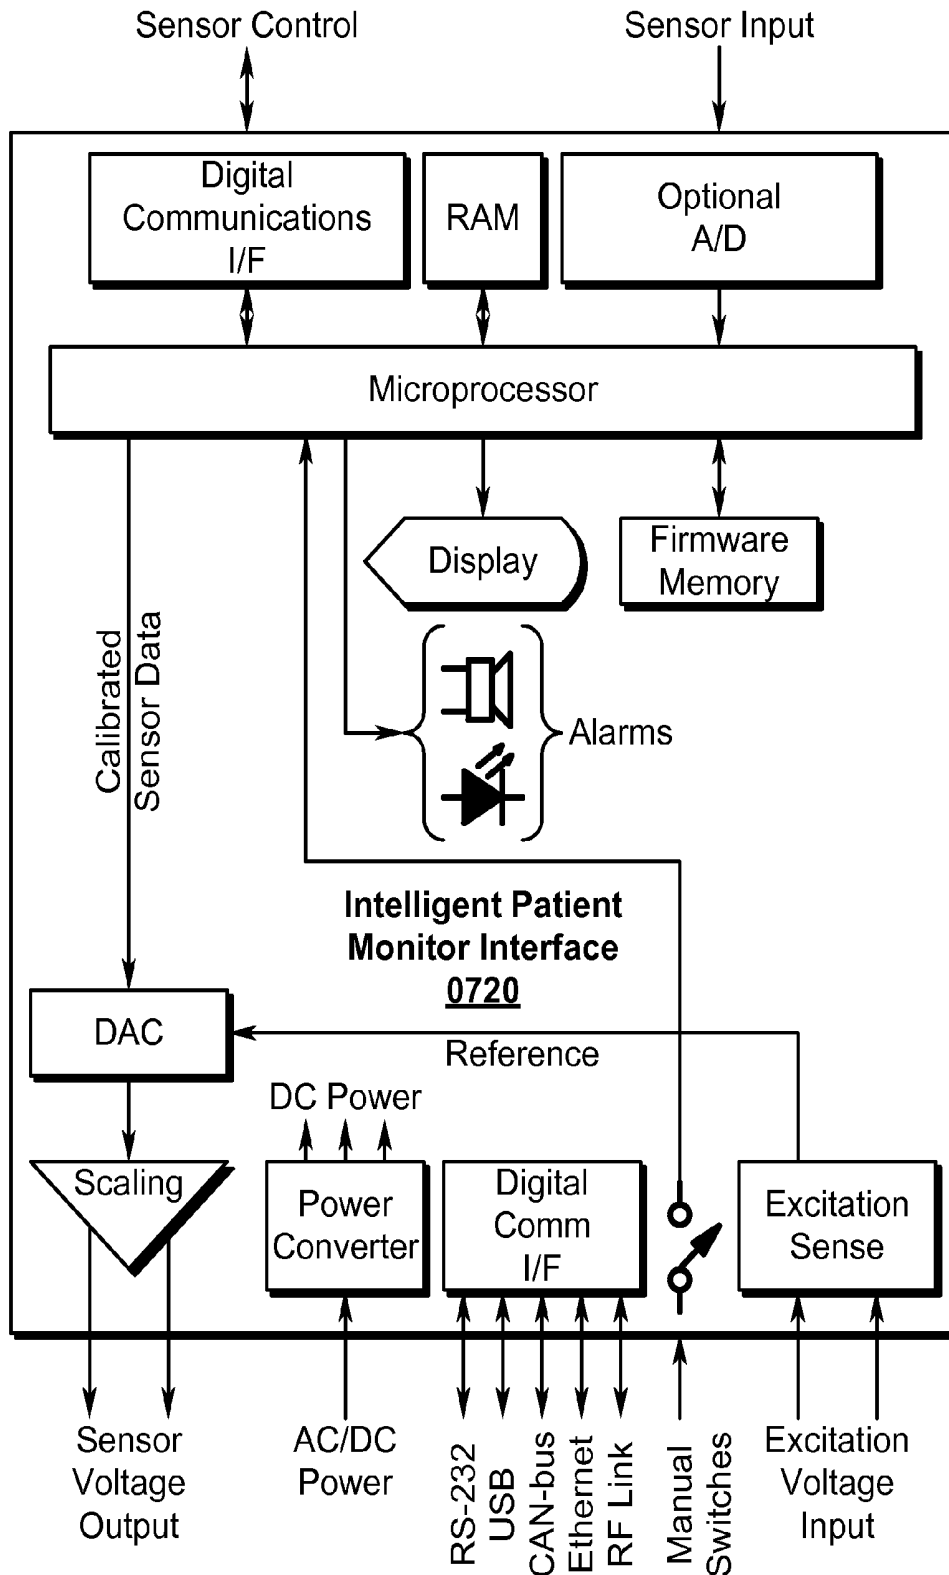 Sensor Control
Sensor Input
Digital
Communications
I/F
RAM
Optional
A/D
Microprocessor
Display
Firmware
Memory
Calibrated
Sensor Data
Alarms
Intelligent Patient
Monitor Interface
0720
DAC
Reference
DC Power
Scaling
Power
Converter
Digital
Comm
I/F
Excitation
Sense
Sensor
Voltage
Output
AC/DC
Power
RS-232
USB
CAN-bus
Ethernet
RF Link
Manual
Switches
Excitation
Voltage
Input